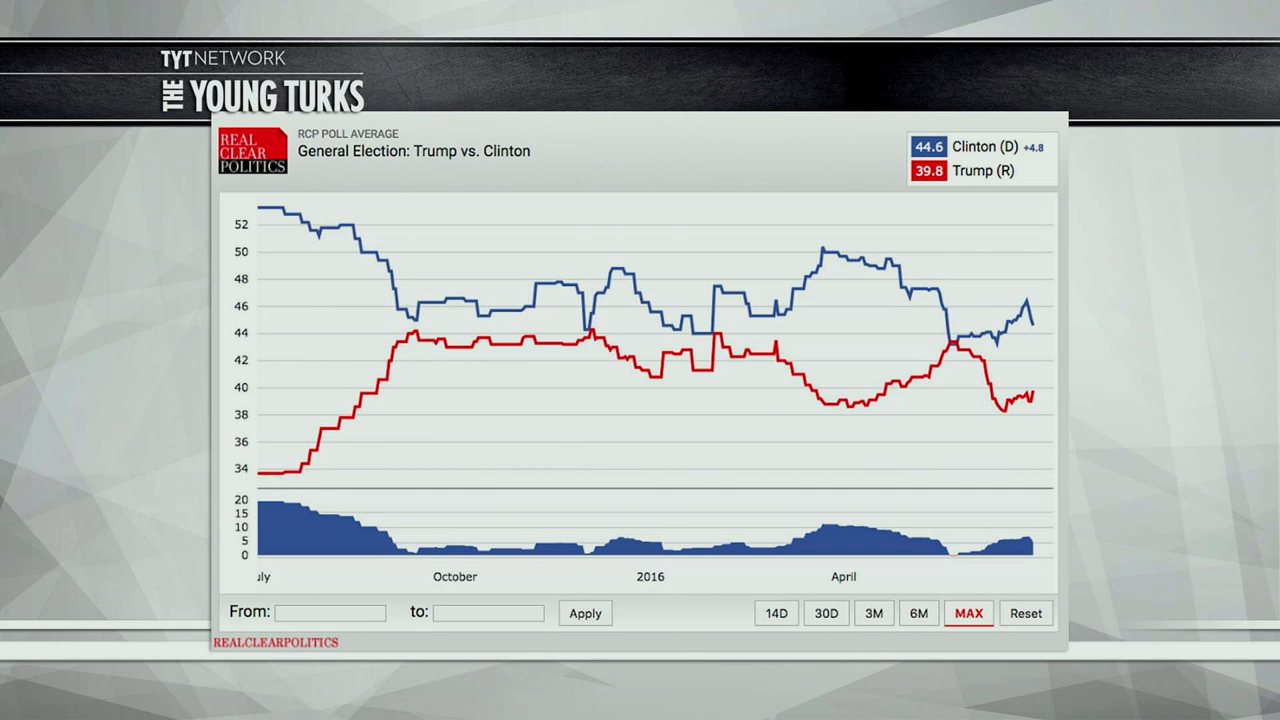 TYT NETWORK
THE YOUNG TURKS
REAL
CLEAR
POLITICS
RCP POLL AVERAGE
General Election: Trump vs. Clinton
44.6 Clinton (D) +4.8
39.8 Trump (R)
52
50
48
46
44
42
40
38
36
34
20
15
10
5
0
uly October 2016 April
From: to: Apply 14D 30D 3M 6M MAX Reset
REALCLEARPOLITICS